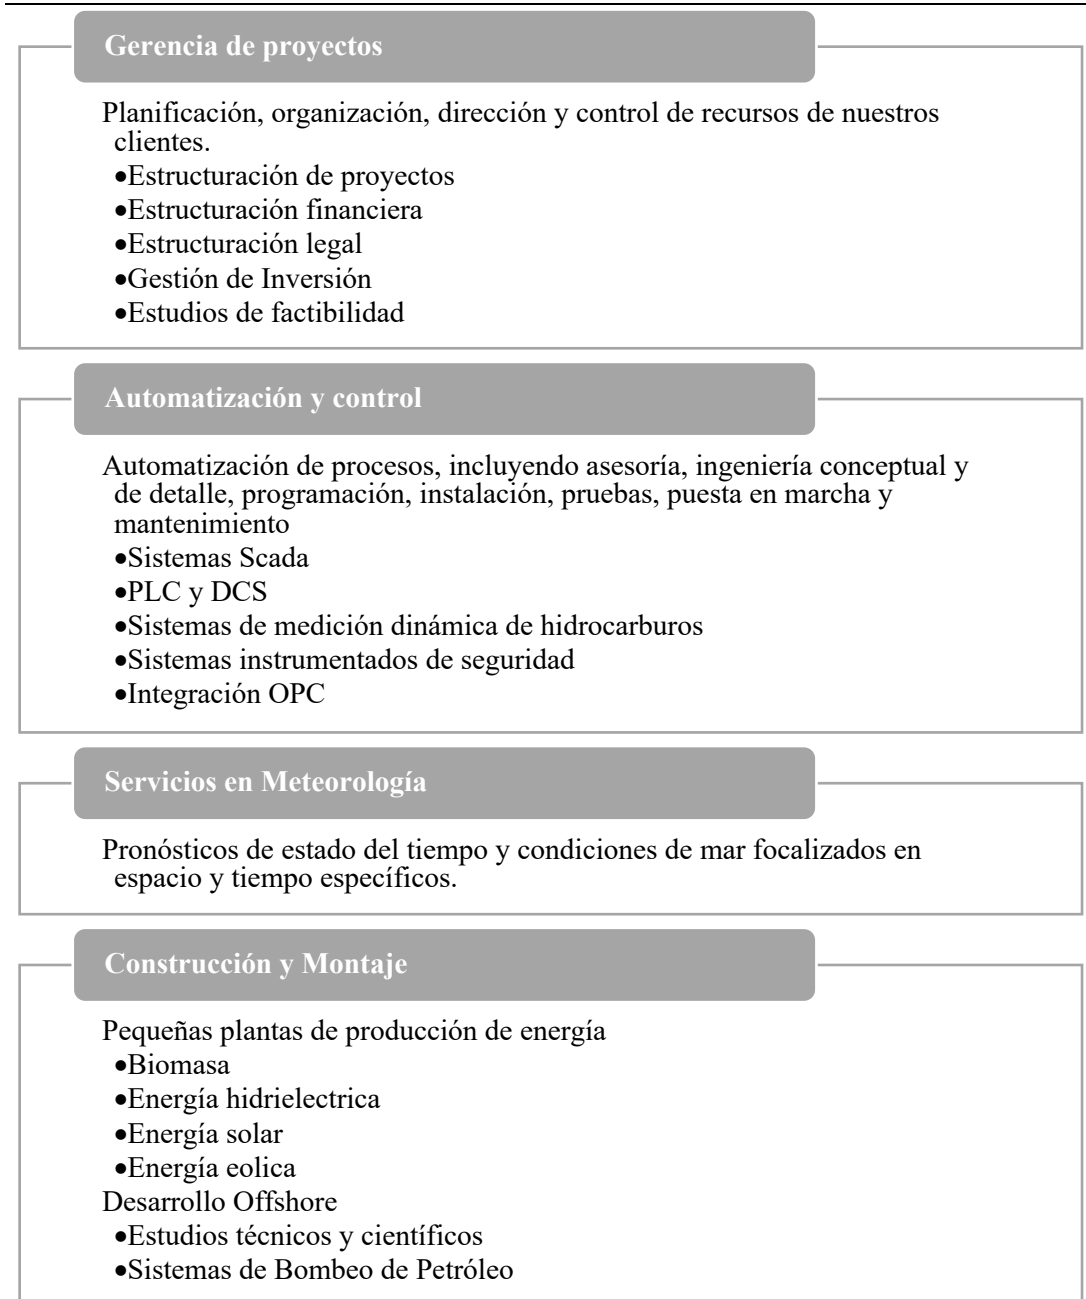 Gerencia de proyectos
Planificación, organización, dirección y control de recursos de nuestros
clientes.
•Estructuración de proyectos
•Estructuración financiera
•Estructuración legal
•Gestión de Inversión
•Estudios de factibilidad
Automatización y control
Automatización de procesos, incluyendo asesoría, ingeniería conceptual y
de detalle, programación, instalación, pruebas, puesta en marcha y
mantenimiento
•Sistemas Scada
•PLC y DCS
•Sistemas de medición dinámica de hidrocarburos
•Sistemas instrumentados de seguridad
•Integración OPC
Servicios en Meteorología
Pronósticos de estado del tiempo y condiciones de mar focalizados en
espacio y tiempo específicos.
Construcción y Montaje
Pequeñas plantas de producción de energía
•Biomasa
•Energía hidrielectrica
•Energía solar
•Energía eolica
Desarrollo Offshore
•Estudios técnicos y científicos
•Sistemas de Bombeo de Petróleo